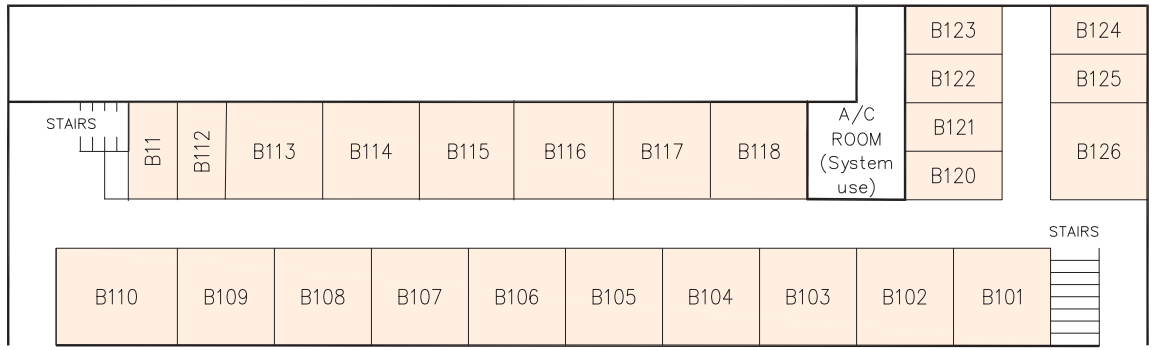 B123
B124
B122
B125
A/C
ROOM
(System
use)
STAIRS
B11
B112
B113
B114
B115
B116
B117
B118
B121
B120
B126
STAIRS
B110
B109
B108
B107
B106
B105
B104
B103
B102
B101